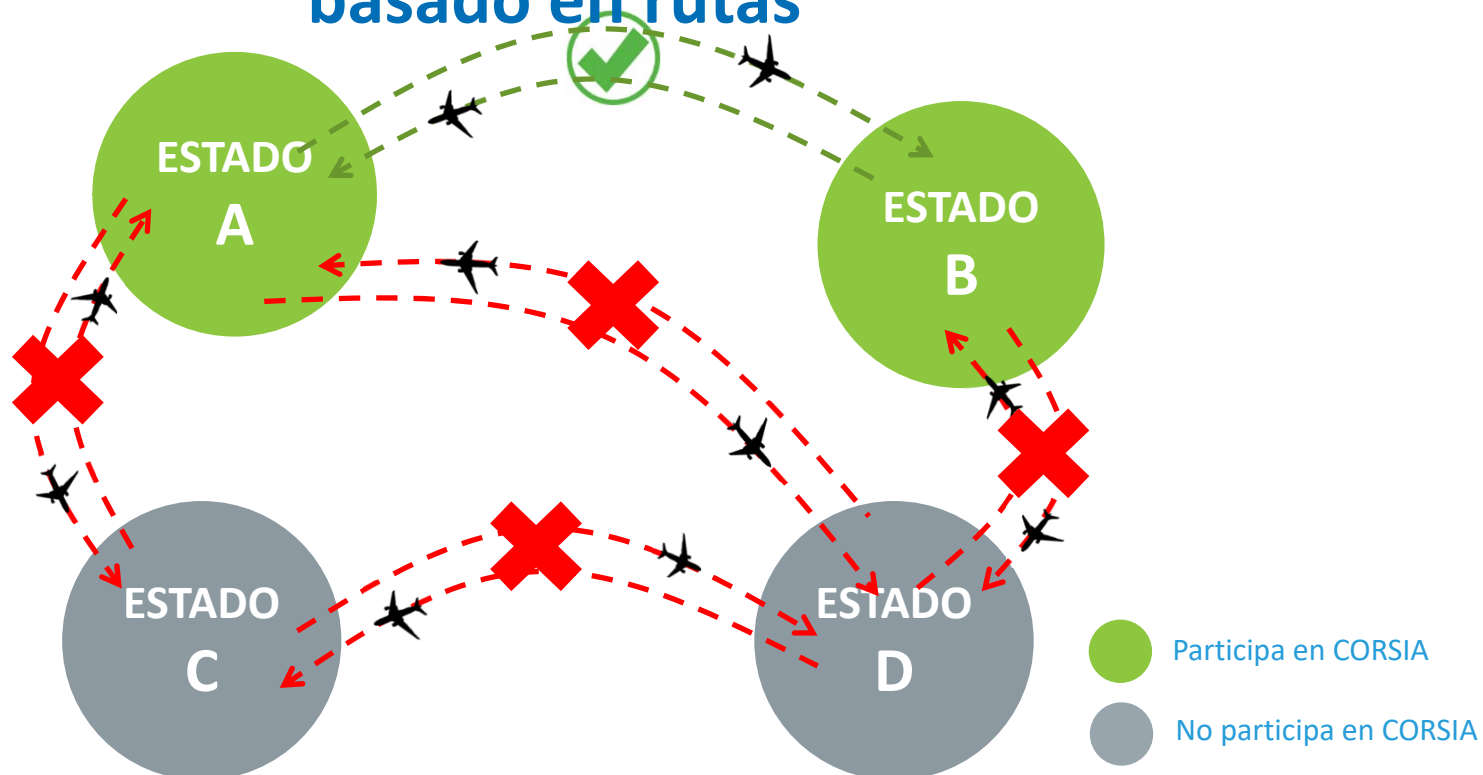 basado en rutas
ESTADO
A
ESTADO
B
ESTADO
C
ESTADO
D
Participa en CORSIA
No participa en CORSIA